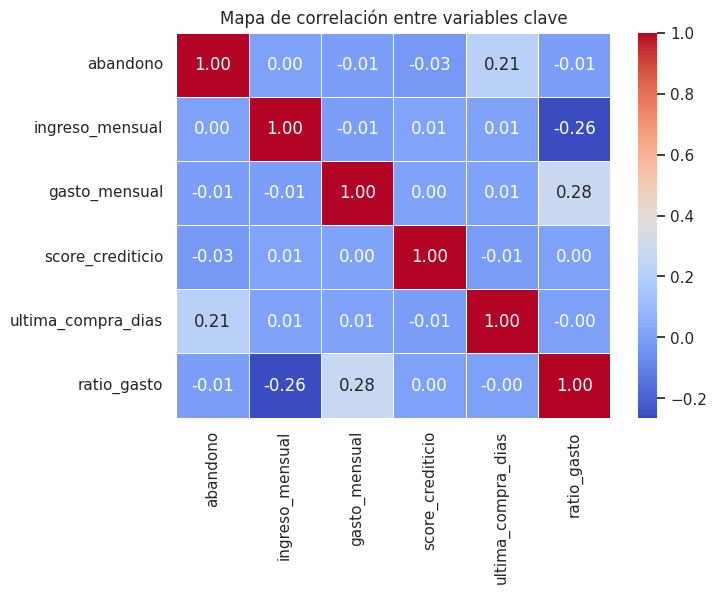 Mapa de correlación entre variables clave
abandono 1.00 0.00 -0.01 -0.03 0.21 -0.01
ingreso_mensual 0.00 1.00 -0.01 0.01 0.01 -0.26
gasto_mensual -0.01 -0.01 1.00 0.00 0.01 0.28
score_crediticio -0.03 0.01 0.00 1.00 -0.01 0.00
ultima_compra_dias 0.21 0.01 0.01 -0.01 1.00 -0.00
ratio_gasto -0.01 -0.26 0.28 0.00 -0.00 1.00
abandono
ingreso_mensual
gasto_mensual
score_crediticio
ultima_compra_dias
ratio_gasto
1.0
0.8
0.6
0.4
0.2
0.0
−0.2